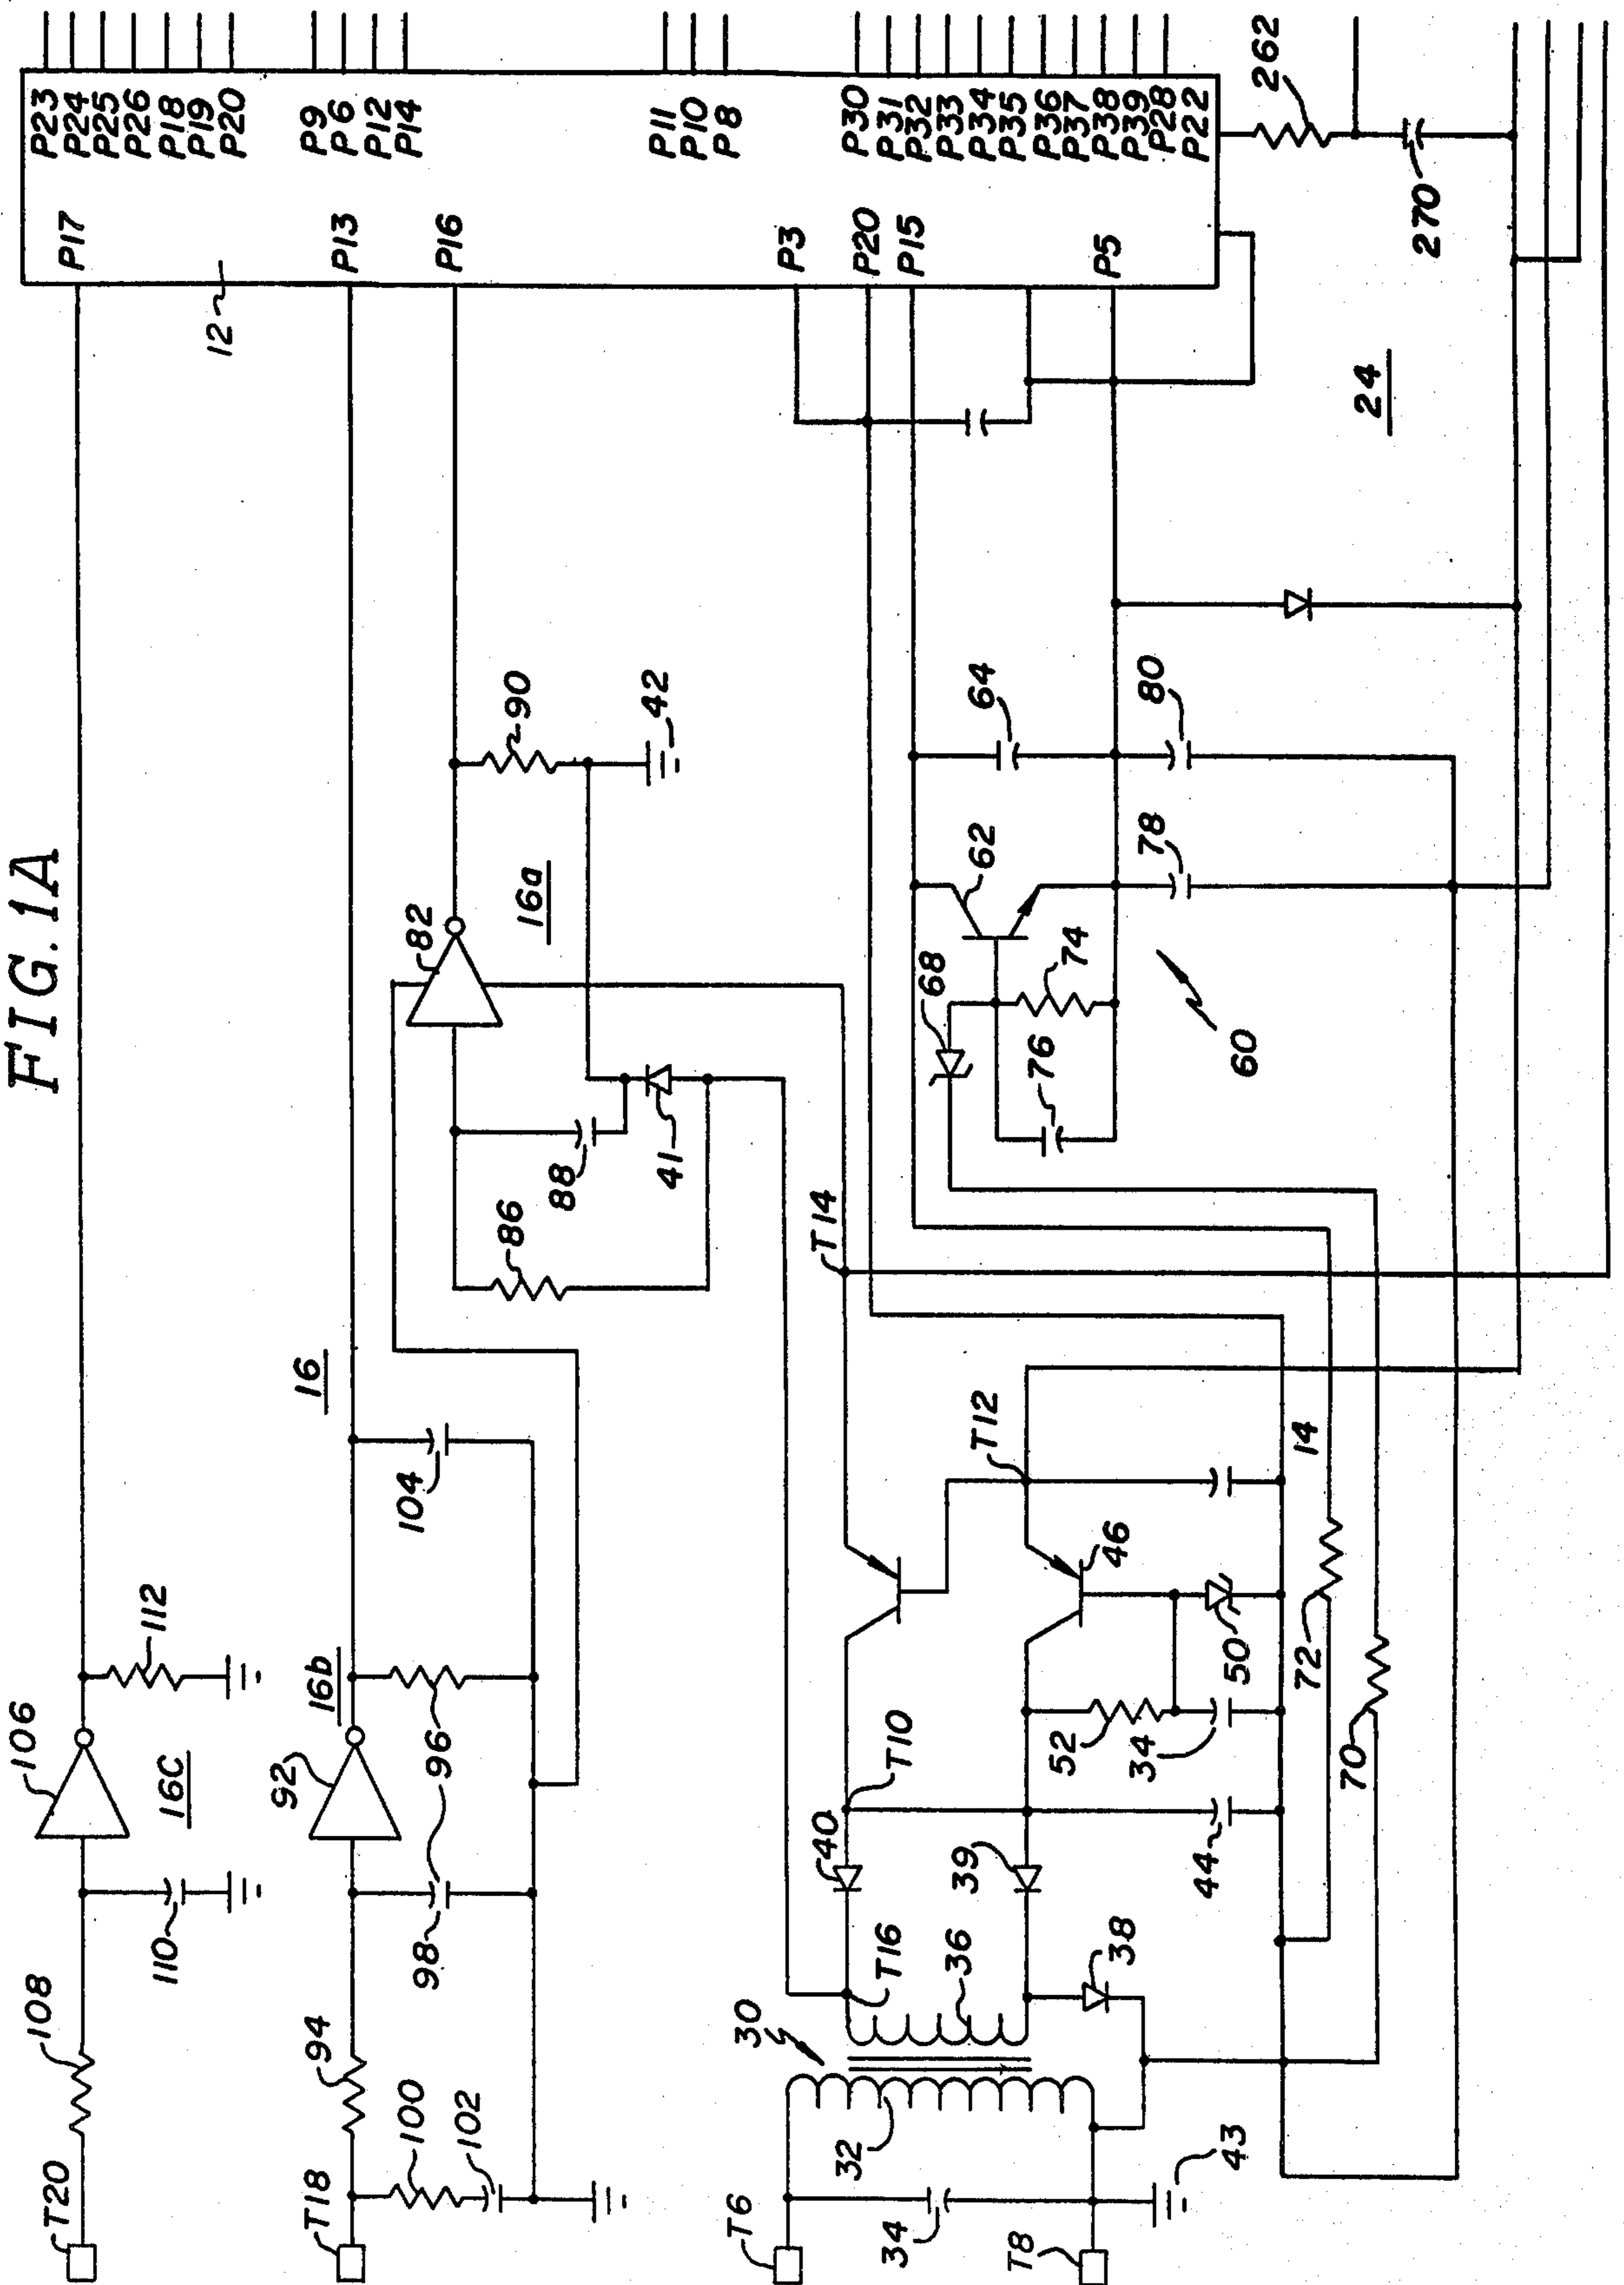 FIG. 1A
P23
P24
P25
P26
P18
P19
P20
P9
P6
P12
P14
P11
P10
P8
P30
P31
P32
P33
P34
P35
P36
P37
P38
P39
P28
P22
P17
P13
P16
P3
P20
P15
P5
12
262
270
24
T20
108
110
106
16C
112
T18
94
100
102
98
96
92
16b
104
16
82
16a
90
42
86
88
41
T14
64
80
62
78
68
74
76
60
T6
T8
34
43
32
30
36
T16
38
39
40
T10
44
52
34
50
46
T12
14
72
70